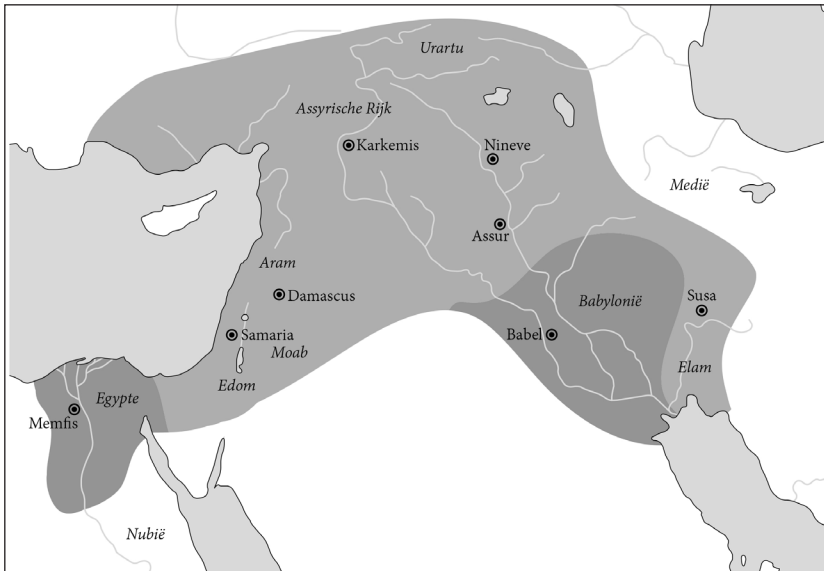 Urartu
Assyrische Rijk
Karkemis
Nineve
Medië
Assur
Aram
Damascus
Babylonië
Susa
Samaria
Babel
Moab
Elam
Edom
Egypte
Memfis
Nubië